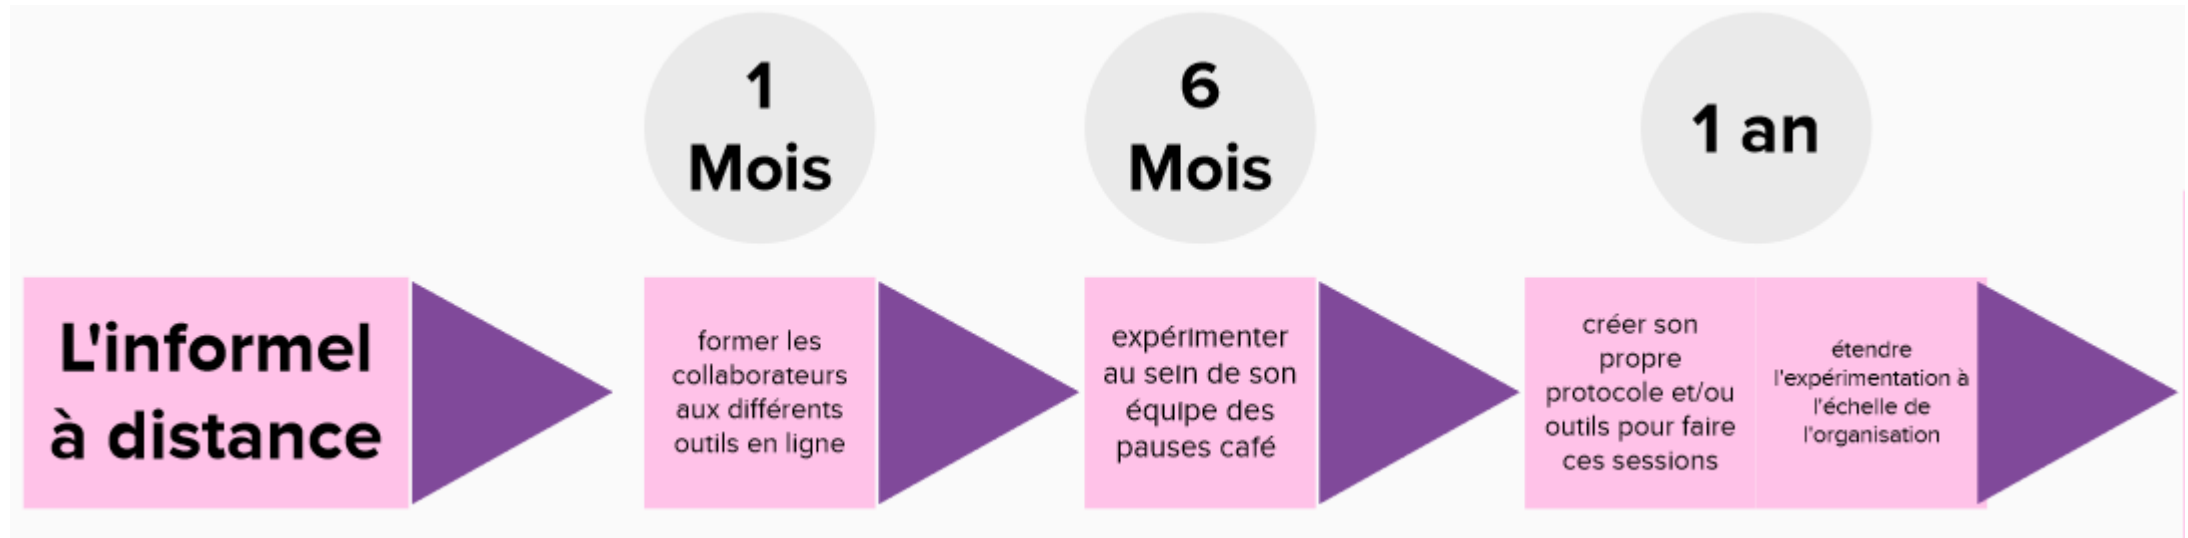 1
Mois
6
Mois
1 an
L'informel
à distance
former les
collaborateurs
aux différents
outils en ligne
expérimenter
au sein de son
équipe des
pauses café
créer son
propre
protocole et/ou
outils pour faire
ces sessions
étendre
l'expérimentation à
l'échelle de
l'organisation